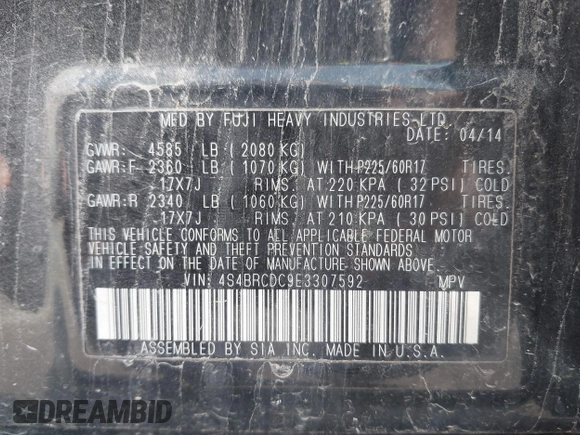 MFD BY FUJI HEAVY INDUSTRIES LTD.
DATE: 04/14
GVWR: 4585 LB ( 2080 KG)
GAWR:F 2360 LB ( 1070 KG) WITH P225/60R17 TIRES.
17X7J RIMS. AT 220 KPA ( 32 PSI) COLD
GAWR:R 2340 LB ( 1060 KG) WITH P225/60R17 TIRES.
17X7J RIMS. AT 210 KPA ( 30 PSI) COLD
THIS VEHICLE CONFORMS TO ALL APPLICABLE FEDERAL MOTOR
VEHICLE SAFETY AND THEFT PREVENTION STANDARDS
IN EFFECT ON THE DATE OF MANUFACTURE SHOWN ABOVE.
VIN: 4S4BRCDC9E3307592 MPV
ASSEMBLED BY SIA INC. MADE IN U.S.A.
DREAMBID